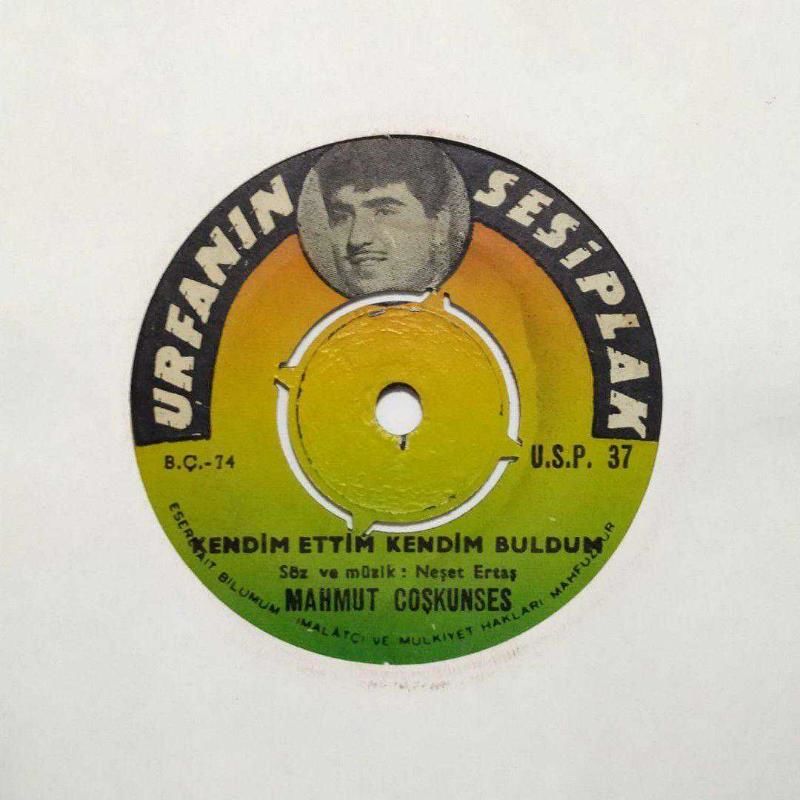 URFANIN SESİ PLAK
B.Ç.-74
U.S.P. 37
KENDİM ETTİM KENDİM BULDUM
Söz ve müzik : Neşet Ertaş
MAHMUT COŞKUNSES
ESERE AİT BİLUMUM İMALÂTÇI VE MÜLKİYET HAKLARI MAHFUZDUR